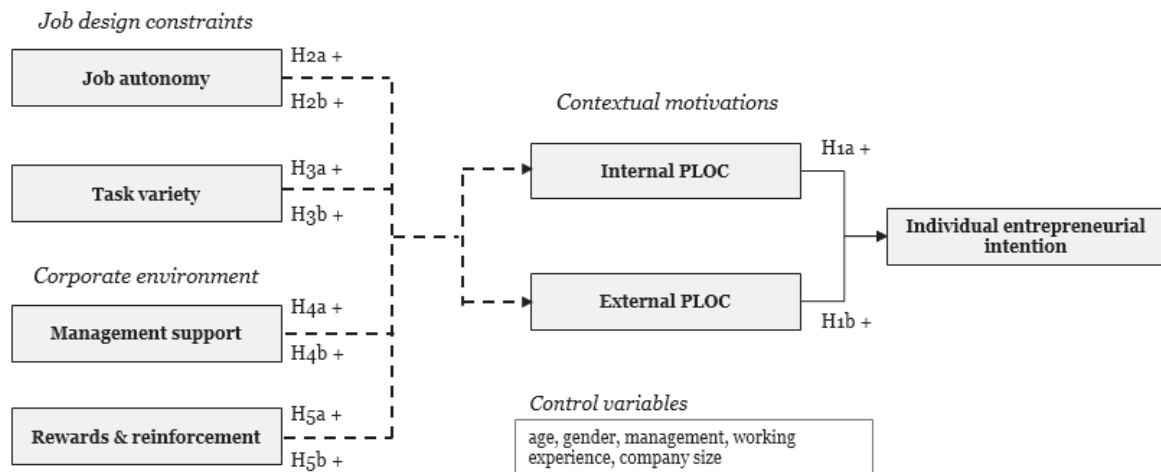 Job design constraints
Job autonomy
H2a +
H2b +
Task variety
H3a +
H3b +
Corporate environment
Management support
H4a +
H4b +
Rewards & reinforcement
H5a +
H5b +
Contextual motivations
Internal PLOC
H1a +
External PLOC
H1b +
Individual entrepreneurial
intention
Control variables
age, gender, management, working
experience, company size